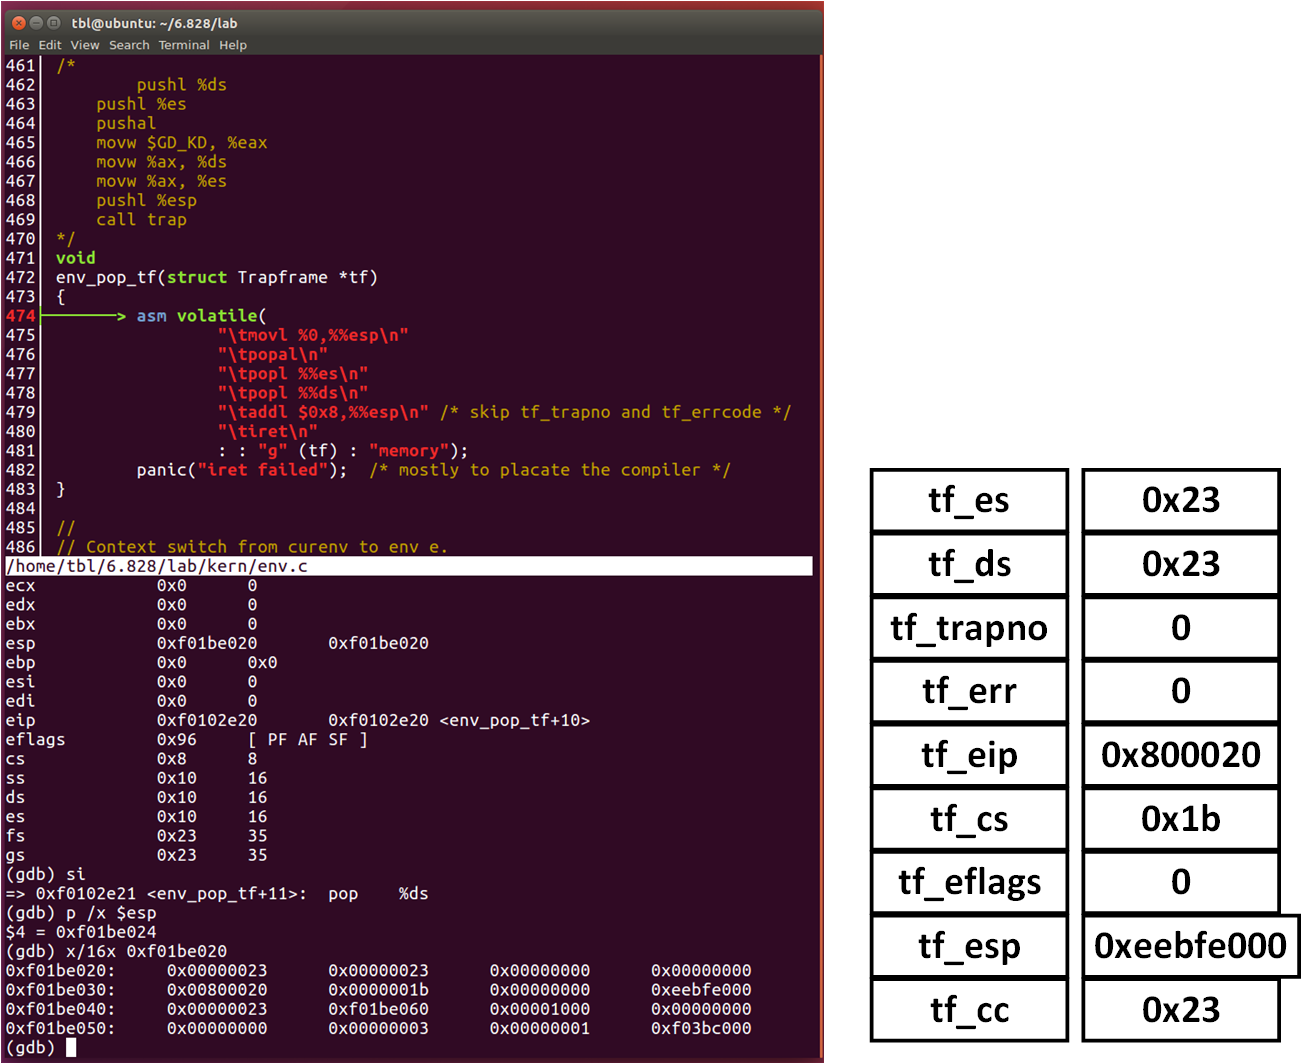 tbl@ubuntu: ~/6.828/lab
File Edit View Search Terminal Help
461 /*
462 pushl %ds
463 pushl %es
464 pushal
465 movw $GD_KD, %eax
466 movw %ax, %ds
467 movw %ax, %es
468 pushl %esp
469 call trap
470 */
471 void
472 env_pop_tf(struct Trapframe *tf)
473 {
474 > asm volatile(
475 "\tmovl %0,%%esp\n"
476 "\tpopal\n"
477 "\tpopl %%es\n"
478 "\tpopl %%ds\n"
479 "\taddl $0x8,%%esp\n" /* skip tf_trapno and tf_errcode */
480 "\tiret\n"
481 : : "g" (tf) : "memory");
482 panic("iret failed"); /* mostly to placate the compiler */
483 }
484
485 //
486 // Context switch from curenv to env e.
/home/tbl/6.828/lab/kern/env.c
ecx 0x0 0
edx 0x0 0
ebx 0x0 0
esp 0xf01be020 0xf01be020
ebp 0x0 0x0
esi 0x0 0
edi 0x0 0
eip 0xf0102e20 0xf0102e20 <env_pop_tf+10>
eflags 0x96 [ PF AF SF ]
cs 0x8 8
ss 0x10 16
ds 0x10 16
es 0x10 16
fs 0x23 35
gs 0x23 35
(gdb) si
=> 0xf0102e21 <env_pop_tf+11>: pop %ds
(gdb) p /x $esp
$4 = 0xf01be024
(gdb) x/16x 0xf01be020
0xf01be020: 0x00000023 0x00000023 0x00000000 0x00000000
0xf01be030: 0x00800020 0x0000001b 0x00000000 0xeebfe000
0xf01be040: 0x00000023 0xf01be060 0x00001000 0x00000000
0xf01be050: 0x00000000 0x00000003 0x00000001 0xf03bc000
(gdb)
tf_es 0x23
tf_ds 0x23
tf_trapno 0
tf_err 0
tf_eip 0x800020
tf_cs 0x1b
tf_eflags 0
tf_esp 0xeebfe000
tf_cc 0x23